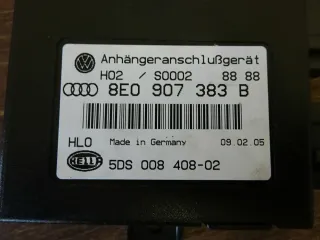 Anhängeranschlußgerät
H02 / S0002 88 88
8E0 907 383 B
HLO Made in Germany 09.02.05
HELLA
5DS 008 408-02